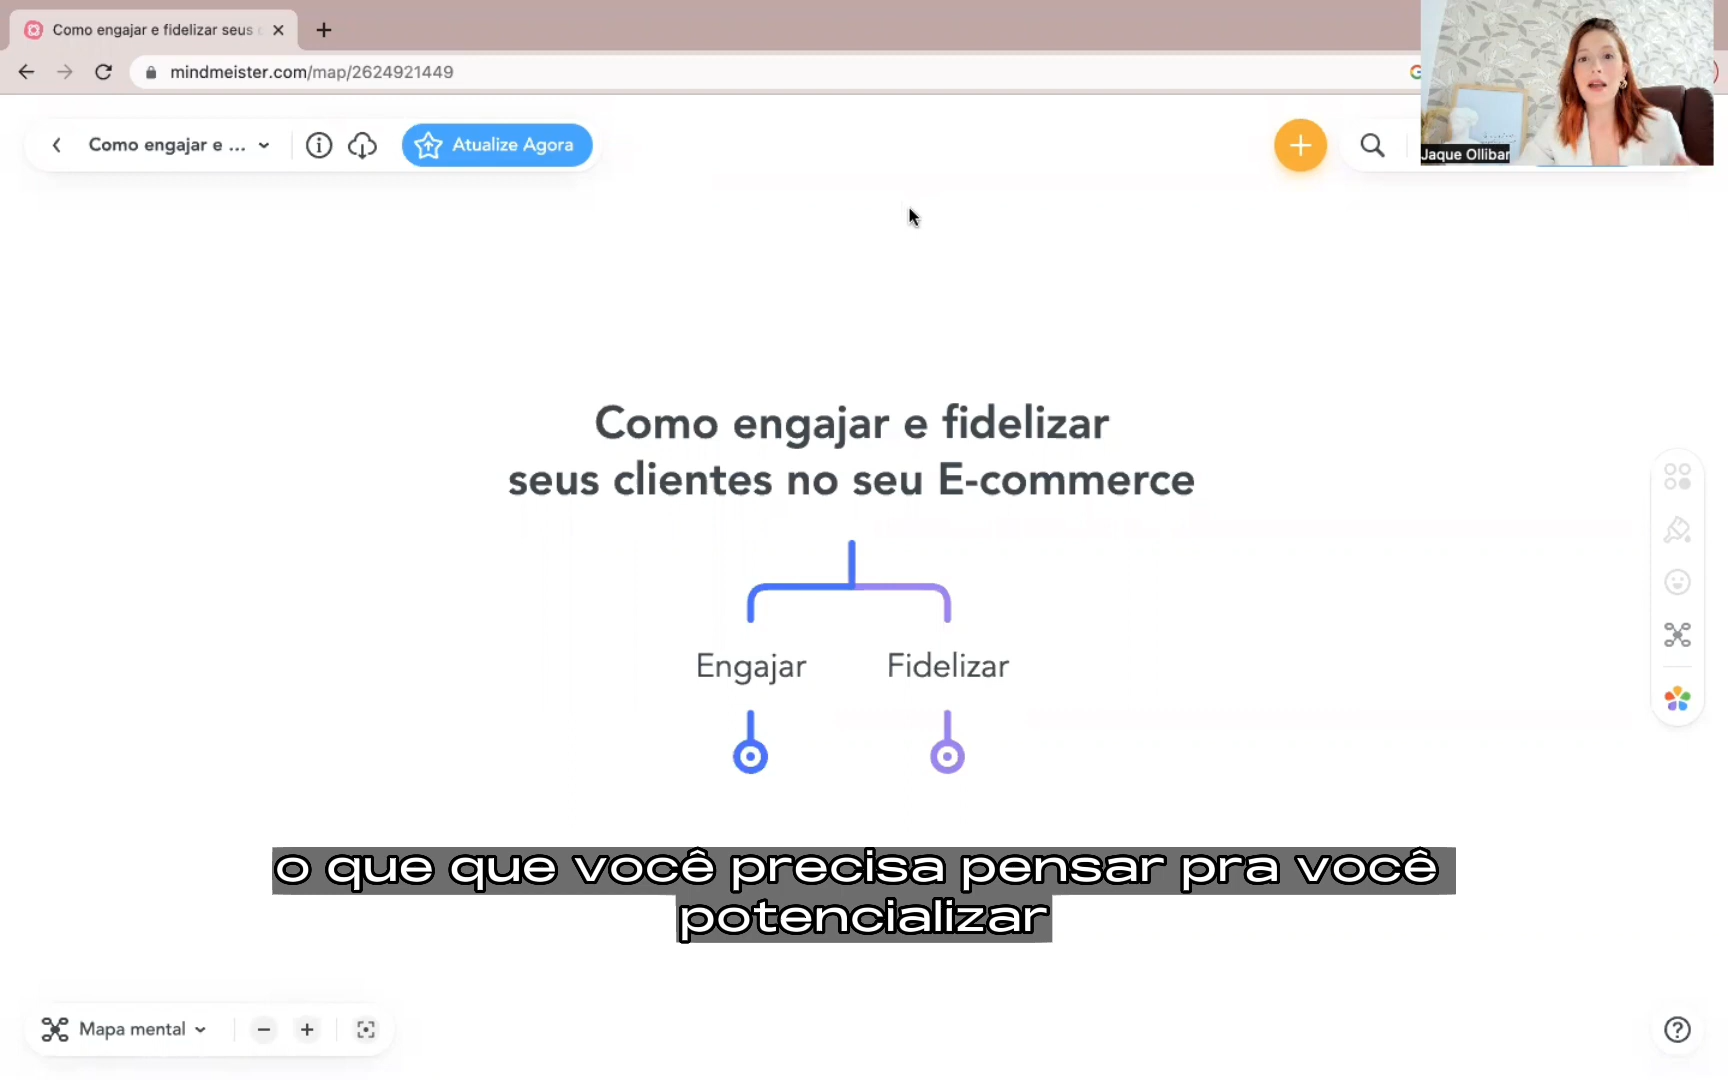 Como engajar e fidelizar seus c
mindmeister.com/map/2624921449
Como engajar e ...
Atualize Agora
Jaque Ollibar
Como engajar e fidelizar
seus clientes no seu E-commerce
Engajar
Fidelizar
o que que você precisa pensar pra você
potencializar
Mapa mental